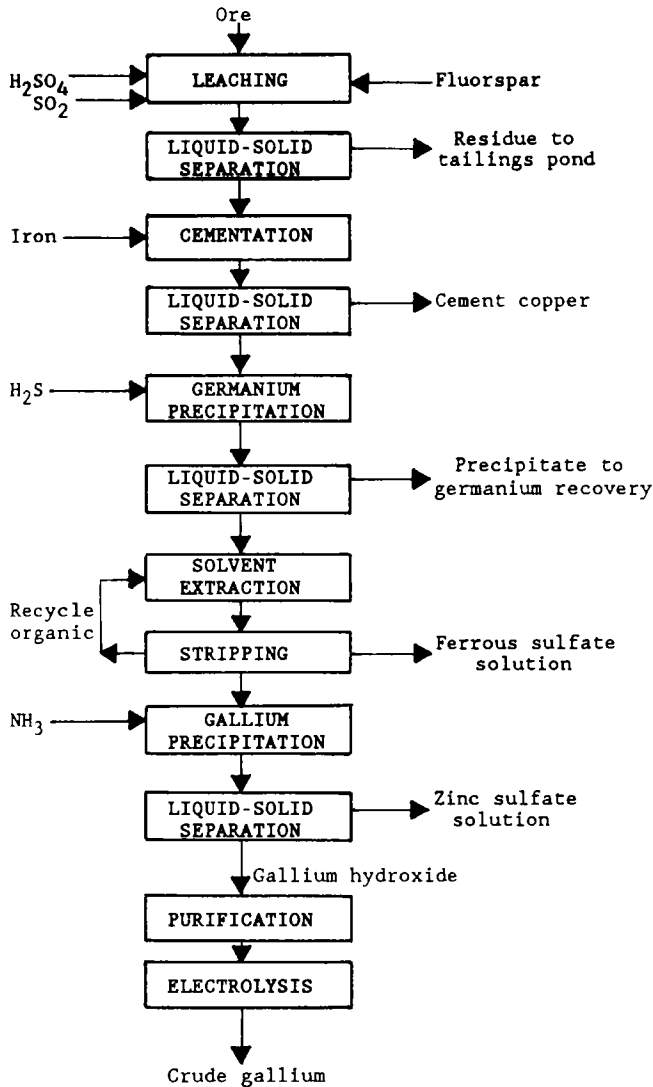 Ore
H2SO4
SO2
LEACHING
Fluorspar
LIQUID-SOLID
SEPARATION
Residue to
tailings pond
Iron
CEMENTATION
LIQUID-SOLID
SEPARATION
Cement copper
H2S
GERMANIUM
PRECIPITATION
LIQUID-SOLID
SEPARATION
Precipitate to
germanium recovery
SOLVENT
EXTRACTION
Recycle
organic
STRIPPING
Ferrous sulfate
solution
NH3
GALLIUM
PRECIPITATION
LIQUID-SOLID
SEPARATION
Zinc sulfate
solution
Gallium hydroxide
PURIFICATION
ELECTROLYSIS
Crude gallium